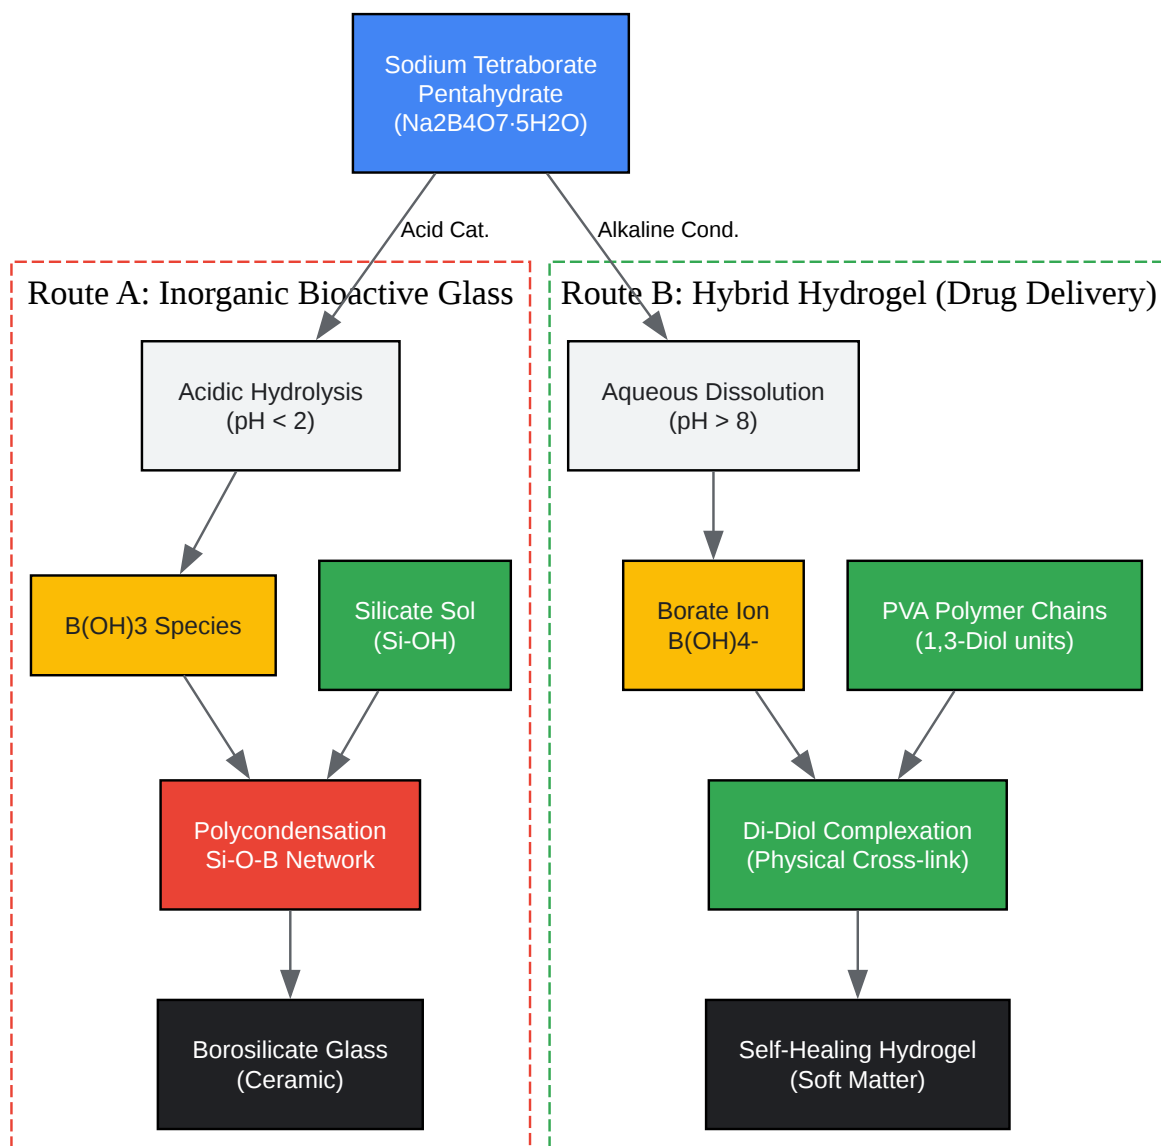 Sodium Tetraborate
Pentahydrate
(Na2B4O7·5H2O)
Acid Cat.
Alkaline Cond.
Route A: Inorganic Bioactive Glass
Route B: Hybrid Hydrogel (Drug Delivery)
Acidic Hydrolysis
(pH < 2)
Aqueous Dissolution
(pH > 8)
B(OH)3 Species
Silicate Sol
(Si-OH)
Borate Ion
B(OH)4-
PVA Polymer Chains
(1,3-Diol units)
Polycondensation
Si-O-B Network
Di-Diol Complexation
(Physical Cross-link)
Borosilicate Glass
(Ceramic)
Self-Healing Hydrogel
(Soft Matter)